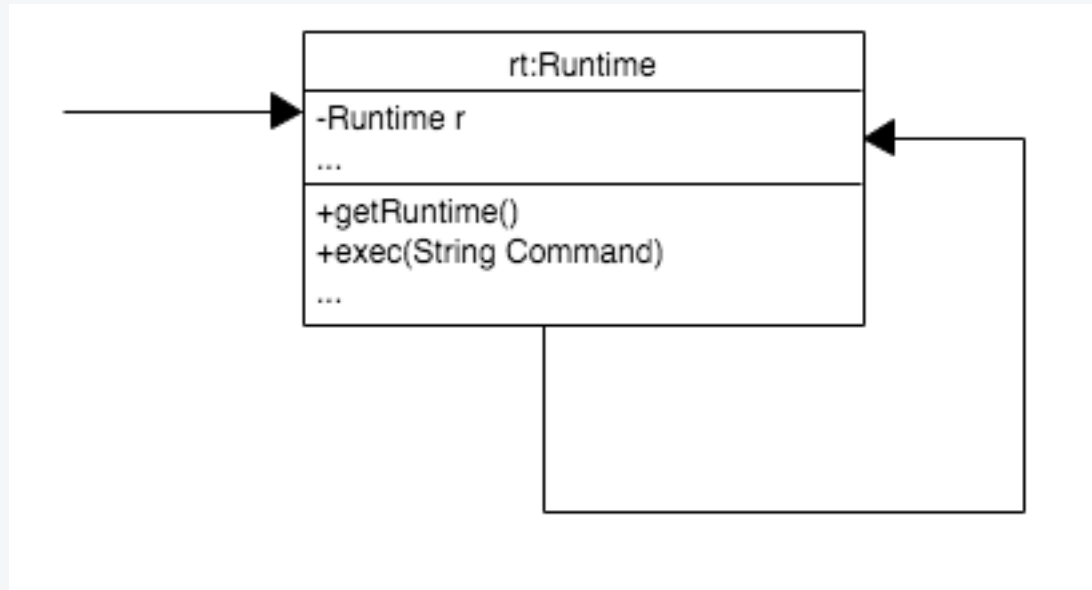 rt:Runtime
-Runtime r
...
+getRuntime()
+exec(String Command)
...